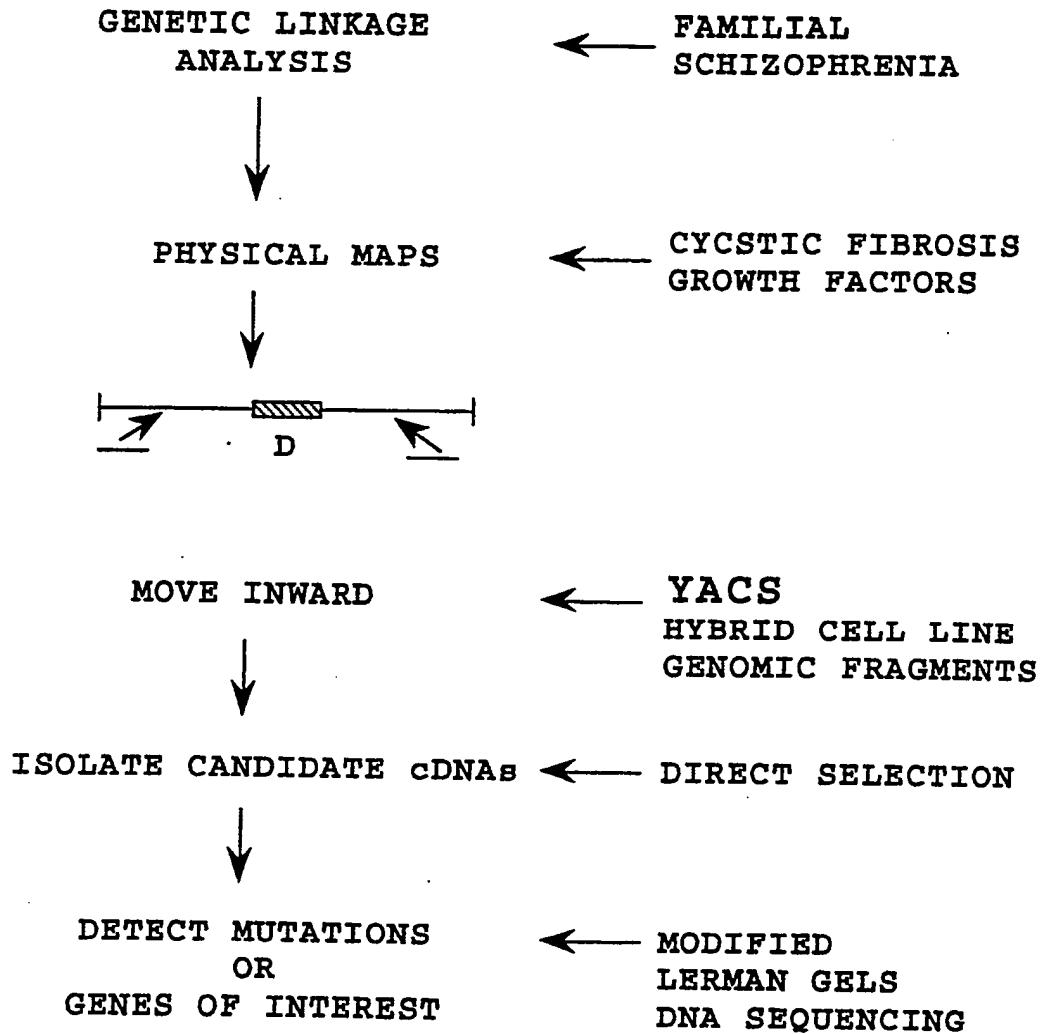 GENETIC LINKAGE
ANALYSIS
FAMILIAL
SCHIZOPHRENIA
PHYSICAL MAPS
CYCSTIC FIBROSIS
GROWTH FACTORS
D
MOVE INWARD
YACS
HYBRID CELL LINE
GENOMIC FRAGMENTS
ISOLATE CANDIDATE cDNAs
DIRECT SELECTION
DETECT MUTATIONS
OR
GENES OF INTEREST
MODIFIED
LERMAN GELS
DNA SEQUENCING